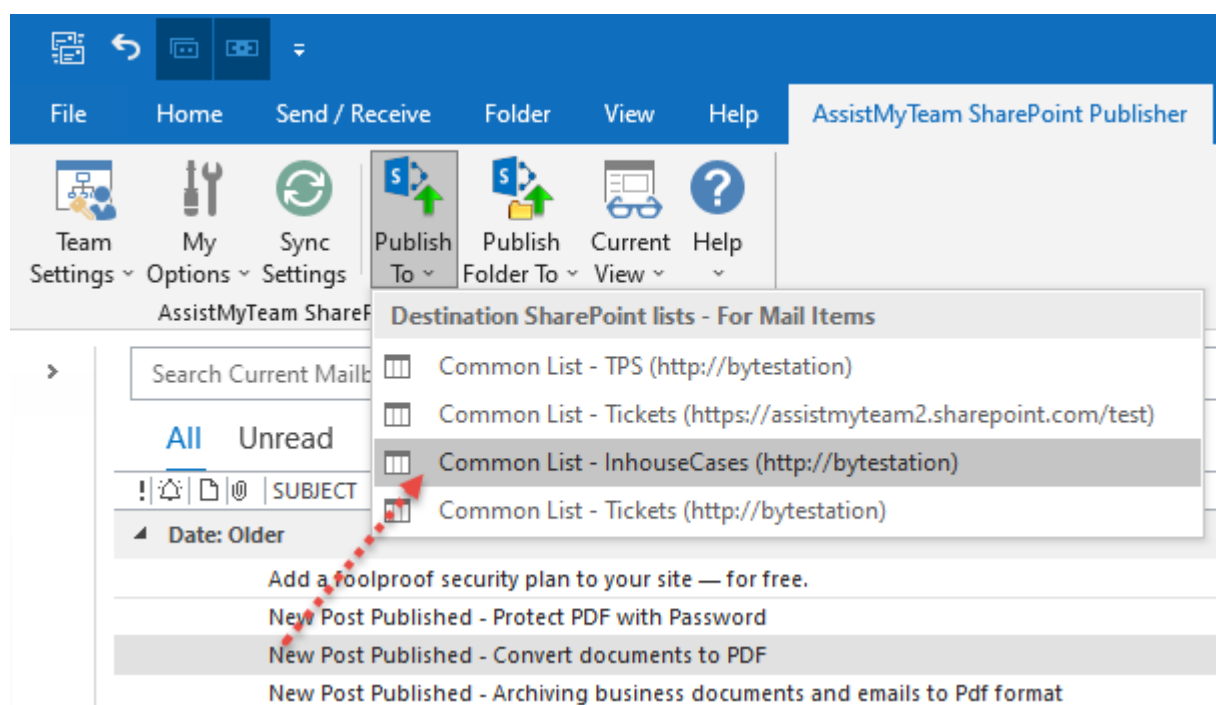 File Home Send / Receive Folder View Help AssistMyTeam SharePoint Publisher
Team Settings
My Options
Sync Settings
Publish To
Publish Folder To
Current View
Help
AssistMyTeam ShareP
Destination SharePoint lists - For Mail Items
Common List - TPS (http://bytestation)
Common List - Tickets (https://assistmyteam2.sharepoint.com/test)
Common List - InhouseCases (http://bytestation)
Common List - Tickets (http://bytestation)
Search Current Mailb
All Unread
! SUBJECT
Date: Older
Add a foolproof security plan to your site — for free.
New Post Published - Protect PDF with Password
New Post Published - Convert documents to PDF
New Post Published - Archiving business documents and emails to Pdf format